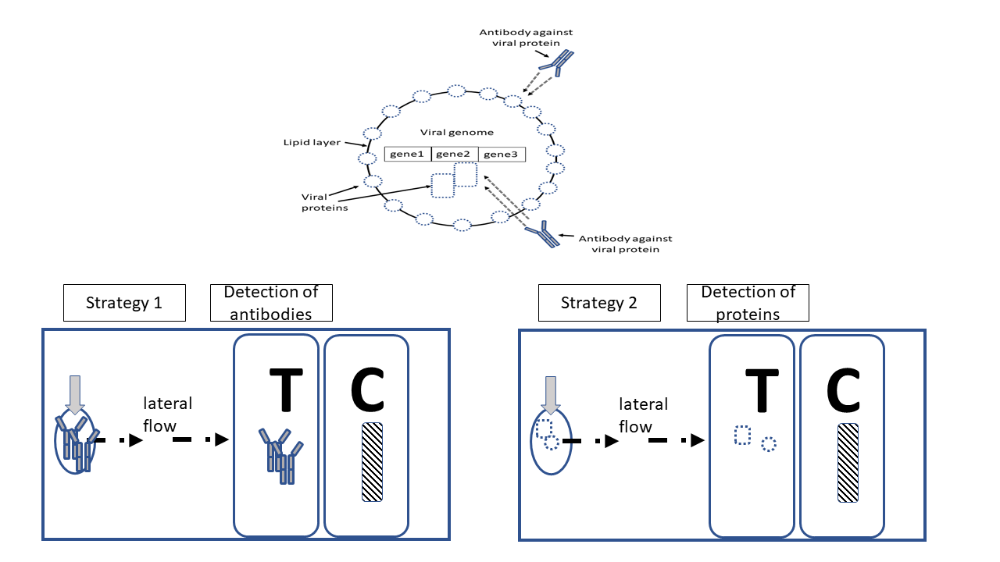 Antibody against
viral protein
Viral genome
Lipid layer
gene1 gene2 gene3
Viral
proteins
Antibody against
viral protein
Strategy 1
Detection of
antibodies
T
C
lateral
flow
Strategy 2
Detection of
proteins
T
C
lateral
flow